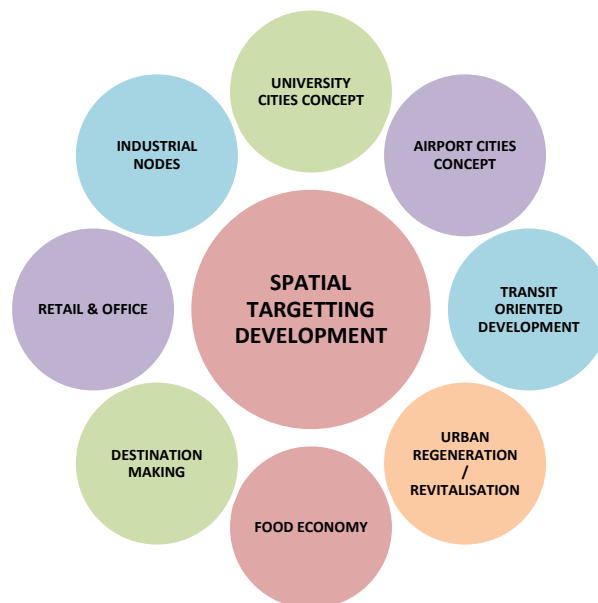 UNIVERSITY
CITIES CONCEPT
AIRPORT CITIES
CONCEPT
TRANSIT
ORIENTED
DEVELOPMENT
URBAN
REGENERATION
/
REVITALISATION
FOOD ECONOMY
DESTINATION
MAKING
RETAIL & OFFICE
INDUSTRIAL
NODES
SPATIAL
TARGETTING
DEVELOPMENT